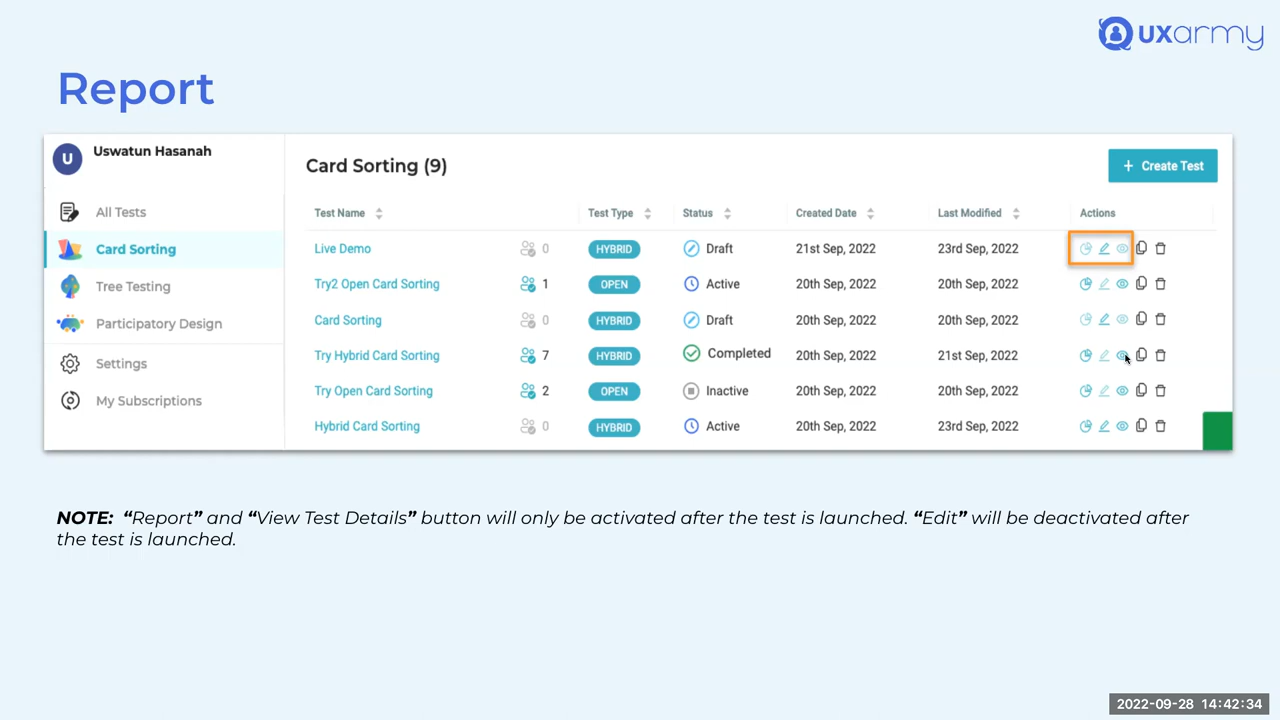 UXarmy
Report
U
Uswatun Hasanah
All Tests
Card Sorting
Tree Testing
Participatory Design
Settings
My Subscriptions
Card Sorting (9)
+ Create Test
Test Name Test Type Status Created Date Last Modified Actions
Live Demo 0 HYBRID Draft 21st Sep, 2022 23rd Sep, 2022
Try2 Open Card Sorting 1 OPEN Active 20th Sep, 2022 20th Sep, 2022
Card Sorting 0 HYBRID Draft 20th Sep, 2022 20th Sep, 2022
Try Hybrid Card Sorting 7 HYBRID Completed 20th Sep, 2022 21st Sep, 2022
Try Open Card Sorting 2 OPEN Inactive 20th Sep, 2022 20th Sep, 2022
Hybrid Card Sorting 0 HYBRID Active 20th Sep, 2022 23rd Sep, 2022
NOTE: “Report” and “View Test Details” button will only be activated after the test is launched. “Edit” will be deactivated after
the test is launched.
2022-09-28 14:42:34